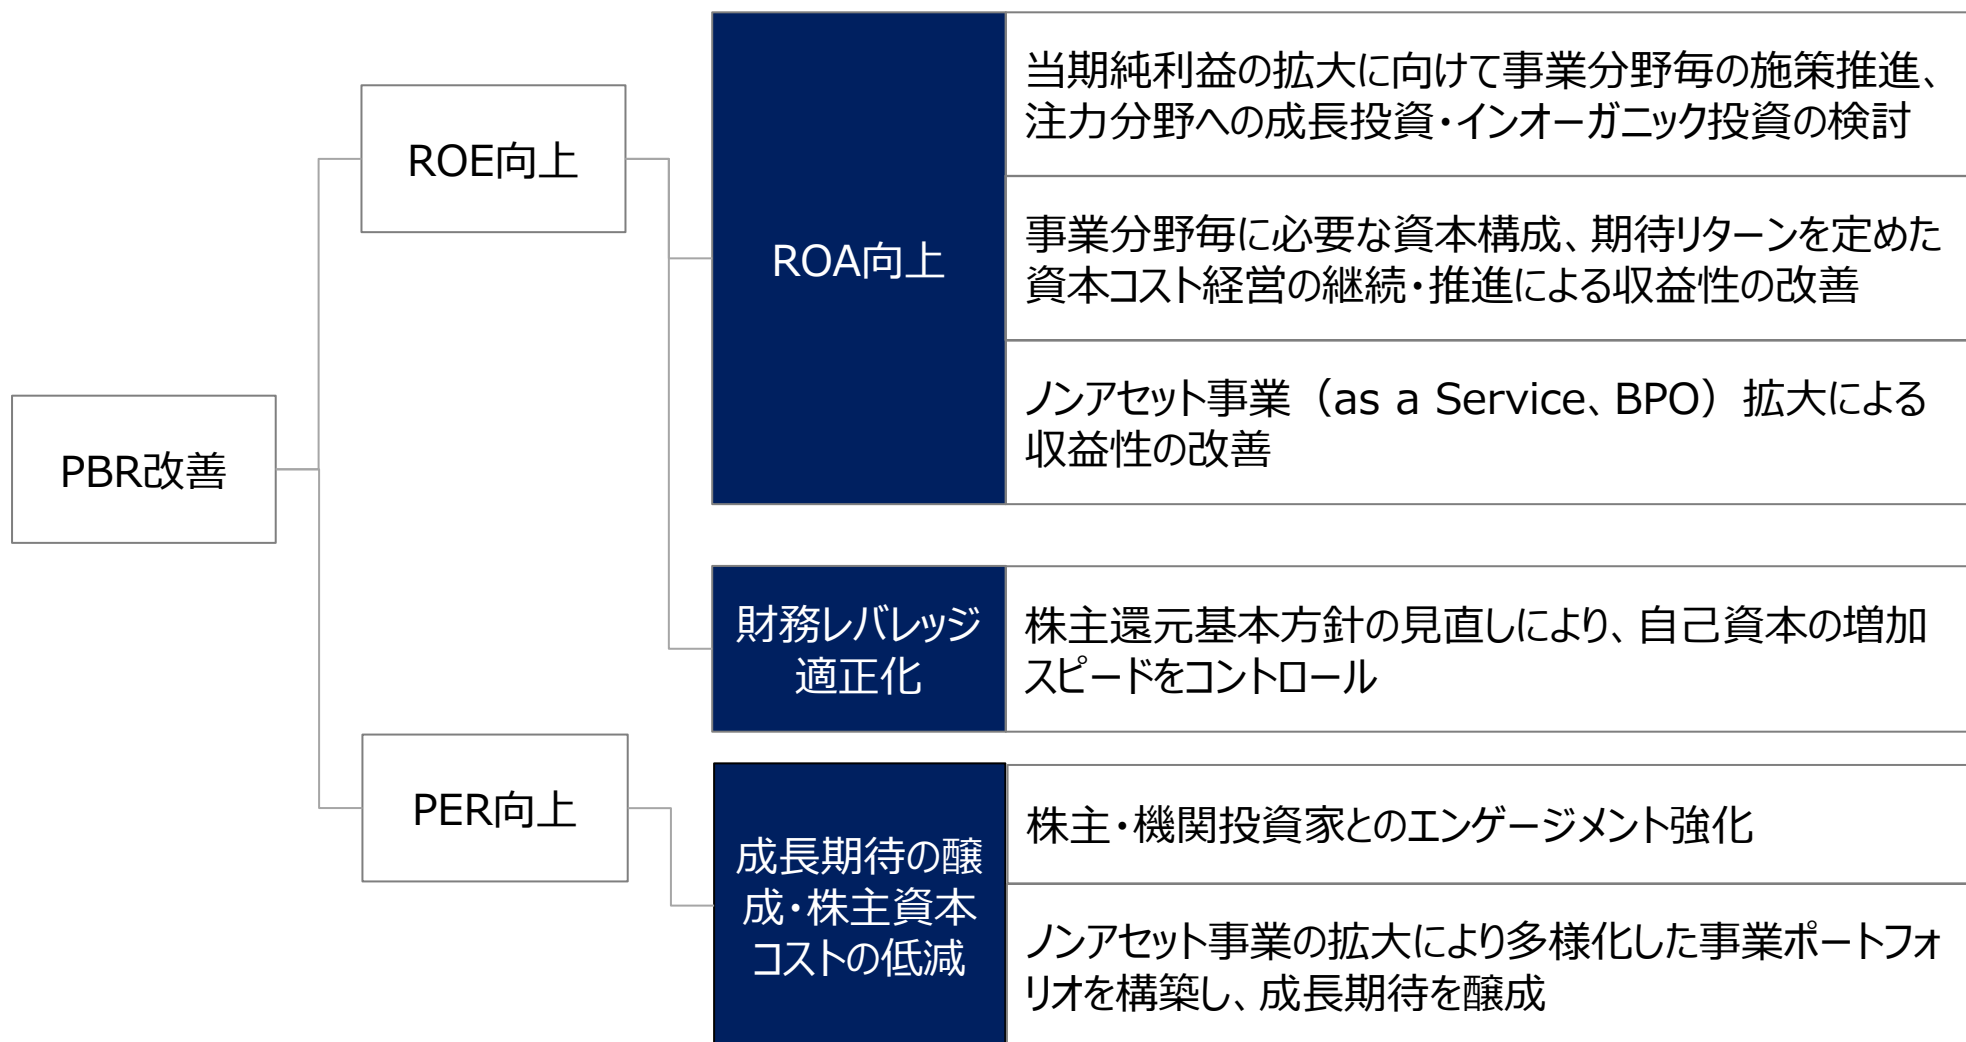 PBR改善
ROE向上
ROA向上
当期純利益の拡大に向けて事業分野毎の施策推進、
注力分野への成長投資・インオーガニック投資の検討
事業分野毎に必要な資本構成、期待リターンを定めた
資本コスト経営の継続・推進による収益性の改善
ノンアセット事業（as a Service、BPO）拡大による
収益性の改善
財務レバレッジ
適正化
株主還元基本方針の見直しにより、自己資本の増加
スピードをコントロール
PER向上
成長期待の醸
成・株主資本
コストの低減
株主・機関投資家とのエンゲージメント強化
ノンアセット事業の拡大により多様化した事業ポートフォ
リオを構築し、成長期待を醸成